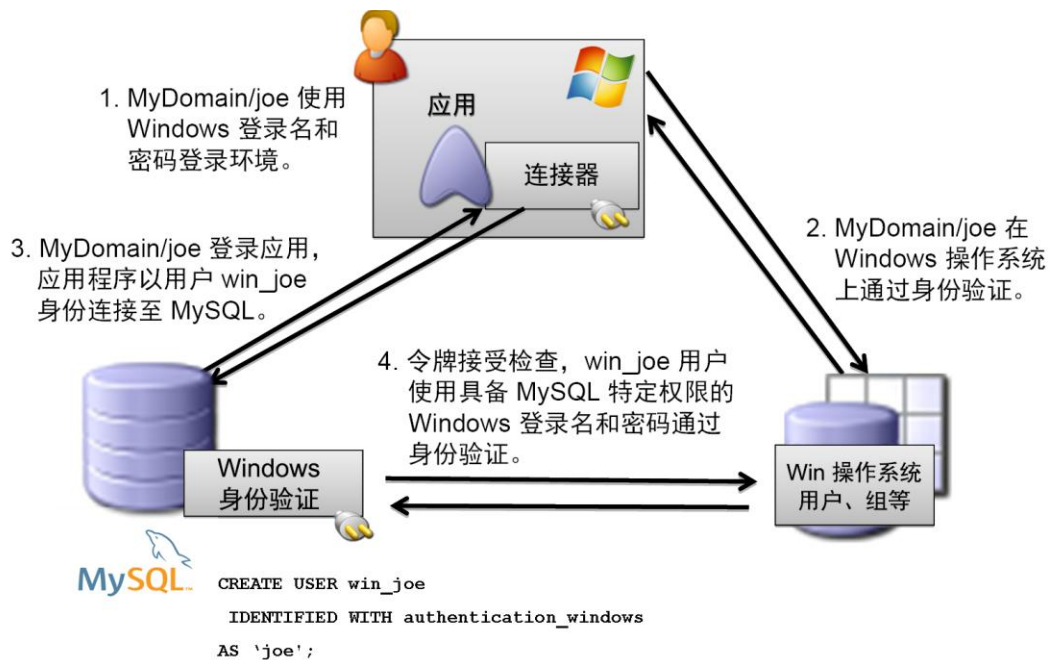 1. MyDomain/joe 使用
Windows 登录名和
密码登录环境。
应用
连接器
2. MyDomain/joe 在
Windows 操作系统
上通过身份验证。
3. MyDomain/joe 登录应用，
应用程序以用户 win_joe
身份连接至 MySQL。
4. 令牌接受检查，win_joe 用户
使用具备 MySQL 特定权限的
Windows 登录名和密码通过
身份验证。
Windows
身份验证
Win 操作系统
用户、组等
MySQL
CREATE USER win_joe
IDENTIFIED WITH authentication_windows
AS ‘joe';